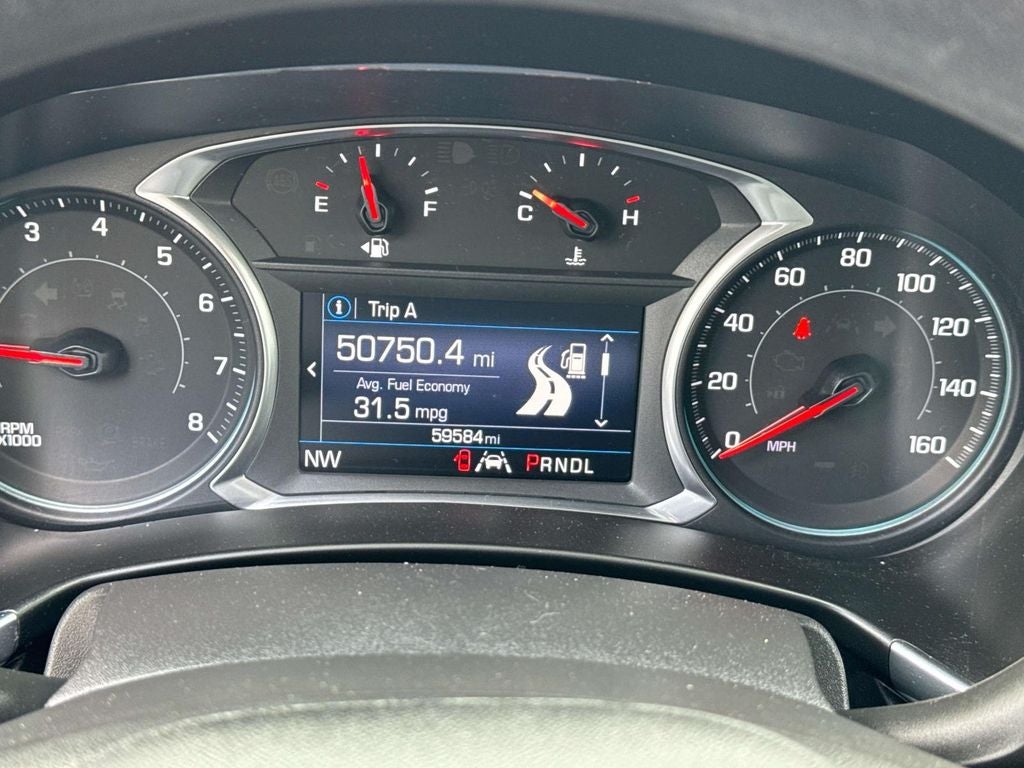 E F
C H
3 4 5 6 7 8
RPM
X1000
i Trip A
50750.4 mi
Avg. Fuel Economy
31.5 mpg
59584 mi
NW
PRNDL
0 20 40 60 80 100 120 140 160
MPH